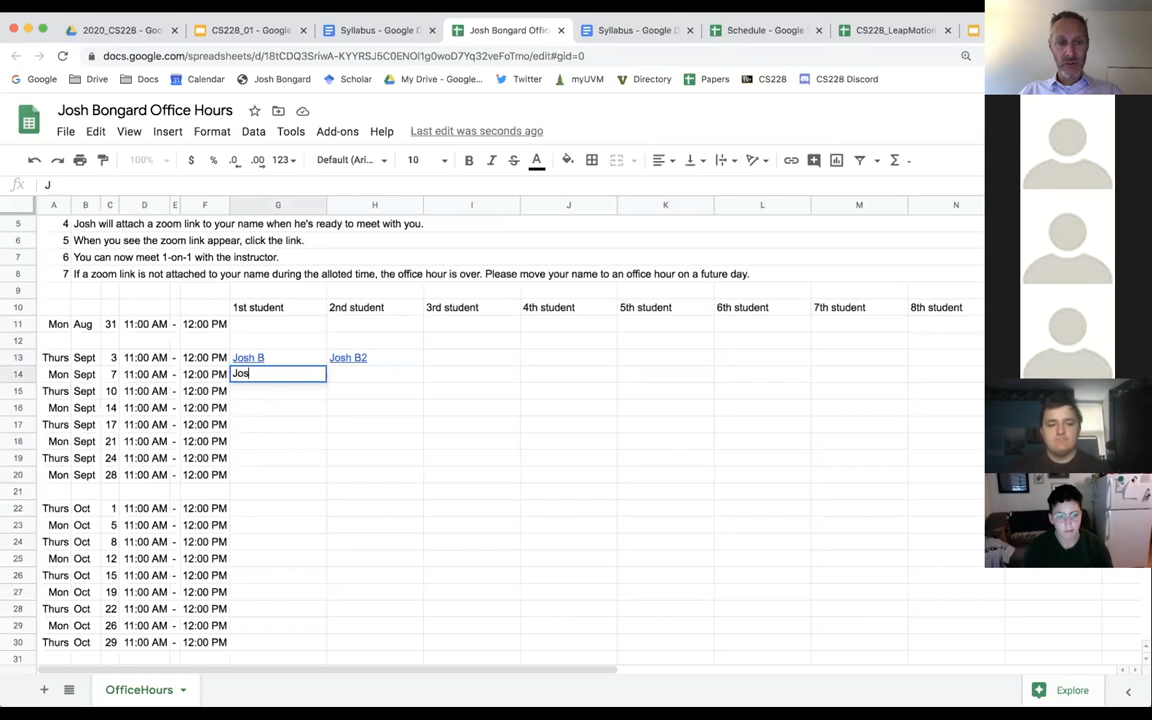 2020_CS228 - Goo
CS228_01 - Google
Syllabus - Google D
Josh Bongard Office
Syllabus - Google D
Schedule - Google S
CS228_LeapMotion
docs.google.com/spreadsheets/d/18tCDQ3SriwA-KYYRSJ5C0ENOl1g0woD7Yq32veFoTmo/edit#gid=0
Google Drive Docs Calendar Josh Bongard Scholar My Drive - Google... Twitter myUVM Directory Papers CS228 CS228 Discord
Josh Bongard Office Hours
File Edit View Insert Format Data Tools Add-ons Help Last edit was seconds ago
100% $ % .0 .00 123 Default (Ari... 10 B I S A
fx J
A B C D E F G H I J K L M N
5 4 Josh will attach a zoom link to your name when he's ready to meet with you.
6 5 When you see the zoom link appear, click the link.
7 6 You can now meet 1-on-1 with the instructor.
8 7 If a zoom link is not attached to your name during the alloted time, the office hour is over. Please move your name to an office hour on a future day.
9
10 1st student 2nd student 3rd student 4th student 5th student 6th student 7th student 8th student
11 Mon Aug 31 11:00 AM - 12:00 PM
12
13 Thurs Sept 3 11:00 AM - 12:00 PM Josh B Josh B2
14 Mon Sept 7 11:00 AM - 12:00 PM Jos
15 Thurs Sept 10 11:00 AM - 12:00 PM
16 Mon Sept 14 11:00 AM - 12:00 PM
17 Thurs Sept 17 11:00 AM - 12:00 PM
18 Mon Sept 21 11:00 AM - 12:00 PM
19 Thurs Sept 24 11:00 AM - 12:00 PM
20 Mon Sept 28 11:00 AM - 12:00 PM
21
22 Thurs Oct 1 11:00 AM - 12:00 PM
23 Mon Oct 5 11:00 AM - 12:00 PM
24 Thurs Oct 8 11:00 AM - 12:00 PM
25 Mon Oct 12 11:00 AM - 12:00 PM
26 Thurs Oct 15 11:00 AM - 12:00 PM
27 Mon Oct 19 11:00 AM - 12:00 PM
28 Thurs Oct 22 11:00 AM - 12:00 PM
29 Mon Oct 26 11:00 AM - 12:00 PM
30 Thurs Oct 29 11:00 AM - 12:00 PM
31
OfficeHours
Explore